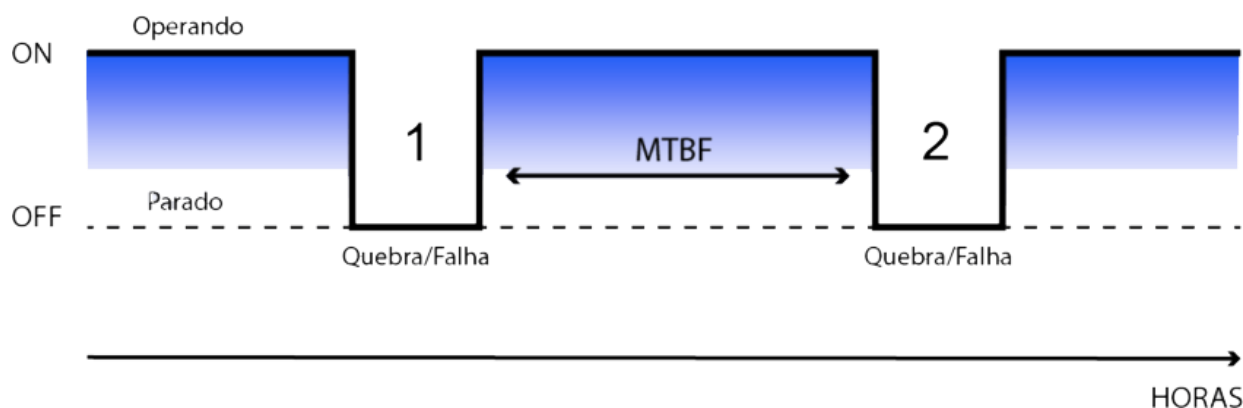 Operando
ON
1
2
MTBF
Parado
OFF
Quebra/Falha
Quebra/Falha
HORAS